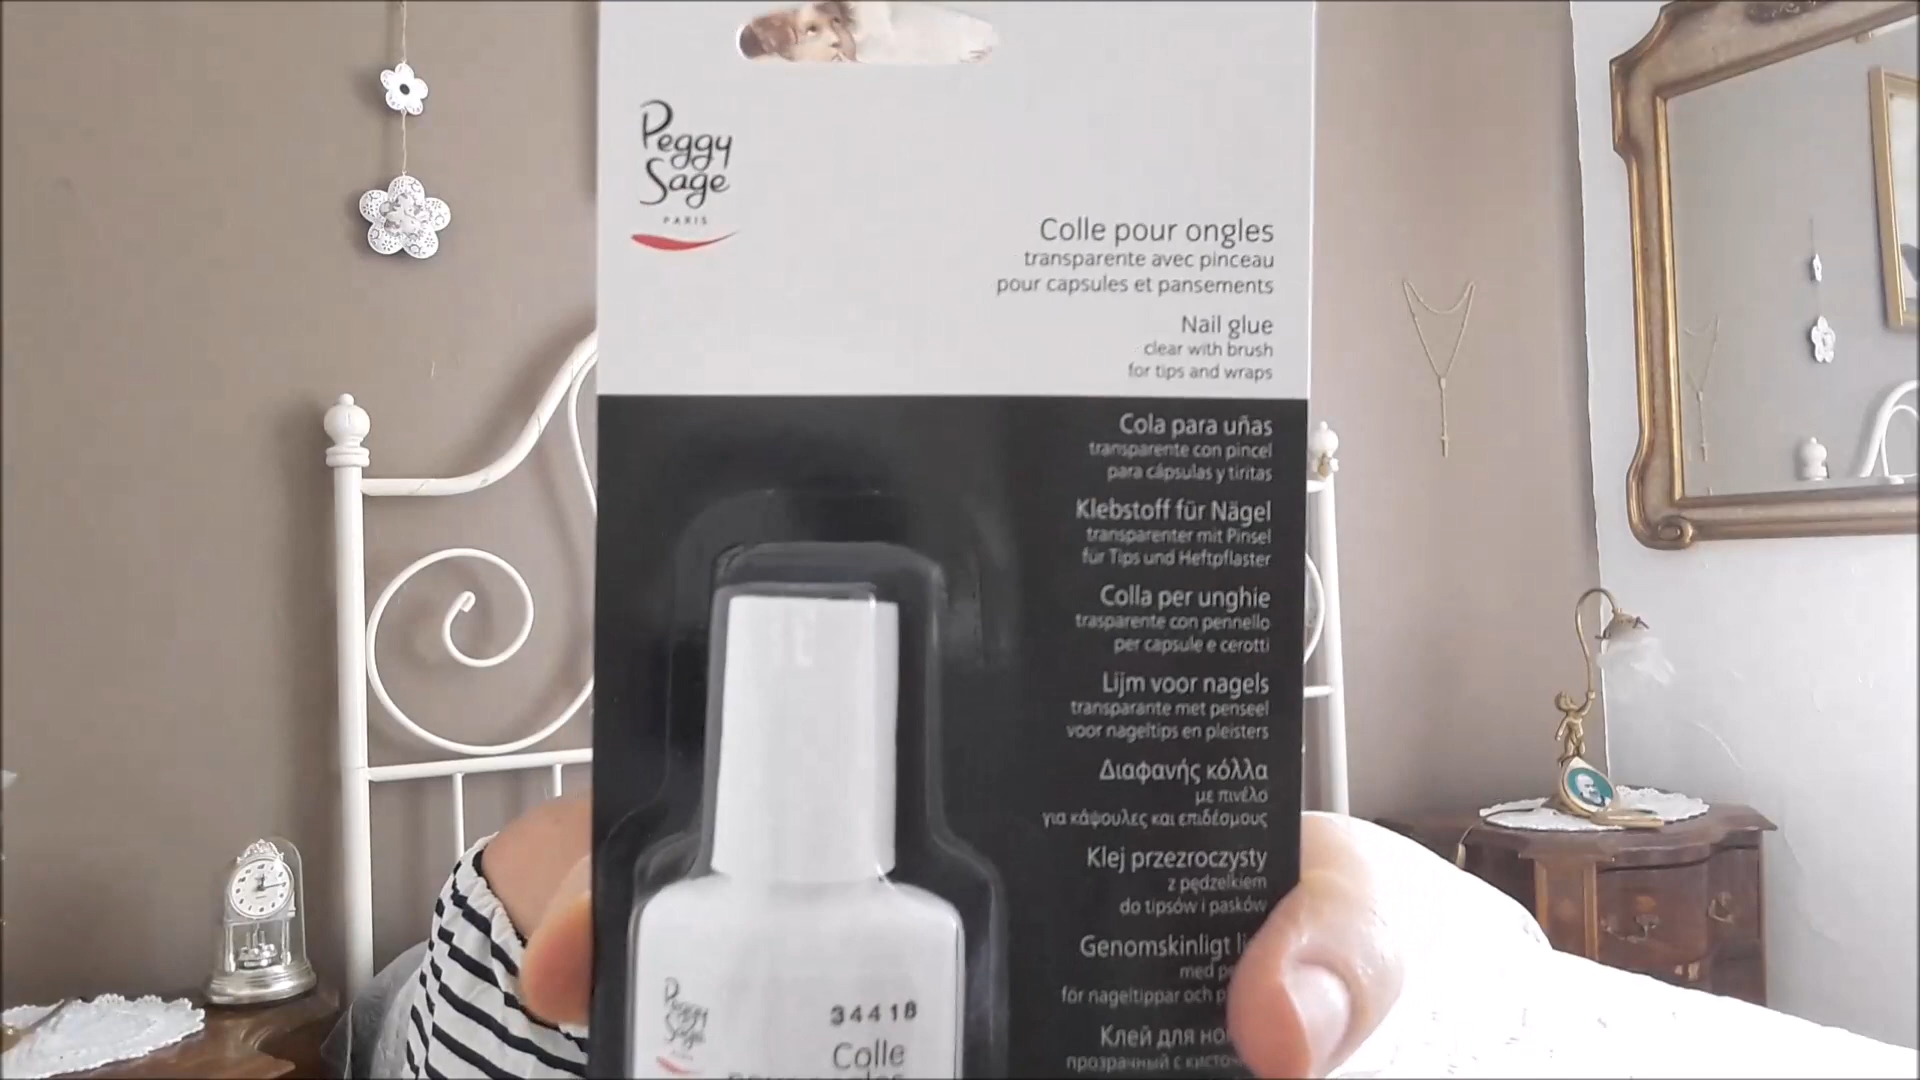 Peggy
Sage
PARIS
Colle pour ongles
transparente avec pinceau
pour capsules et pansements
Nail glue
clear with brush
for tips and wraps
Cola para uñas
transparente con pincel
para cápsulas y tiritas
Klebstoff für Nägel
transparenter mit Pinsel
für Tips und Heftpflaster
Colla per unghie
trasparente con pennello
per capsule e cerotti
Lijm voor nagels
transparante met penseel
voor nageltips en pleisters
Διαφανής κόλλα
με πινέλο
για κάψουλες και επιδέσμους
Klej przezroczysty
z pędzelkiem
do tipsów i pasków
Genomskinligt
med
för nageltippar och
Клей для
прозрачный с
Peggy
Sage
34418
Colle